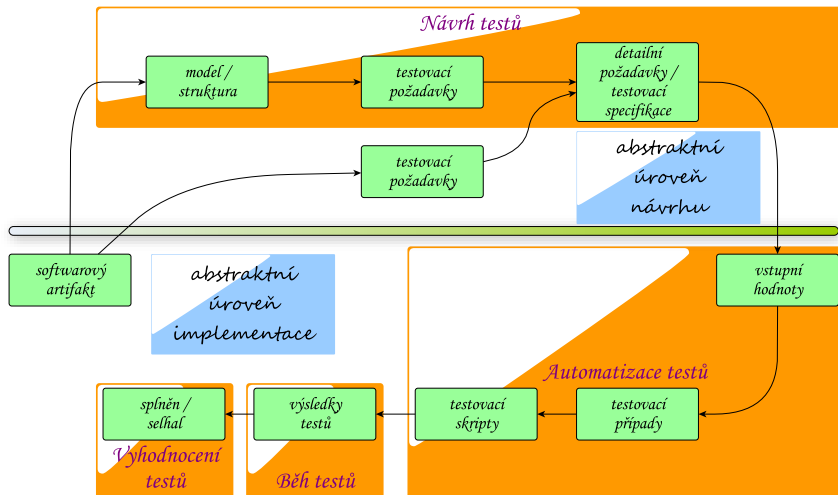 Návrh testů
model /
struktura
testovací
požadavky
detailní
požadavky /
testovací
specifikace
testovací
požadavky
abstraktní
úroveň
návrhu
softwarový
artifakt
abstraktní
úroveň
implementace
vstupní
hodnoty
Automatizace testů
splněn /
selhal
výsledky
testů
testovací
skripty
testovací
případy
Vyhodnocení
testů
Běh testů